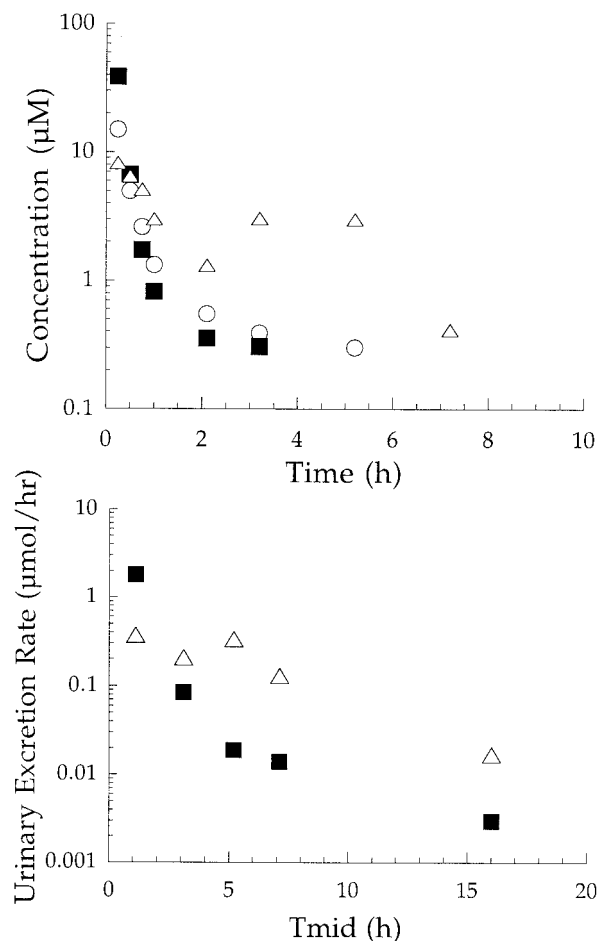 100
10
1
0.1
Concentration (µM)
0 2 4 6 8 10
Time (h)
10
1
0.1
0.01
0.001
Urinary Excretion Rate (µmol/hr)
0 5 10 15 20
Tmid (h)